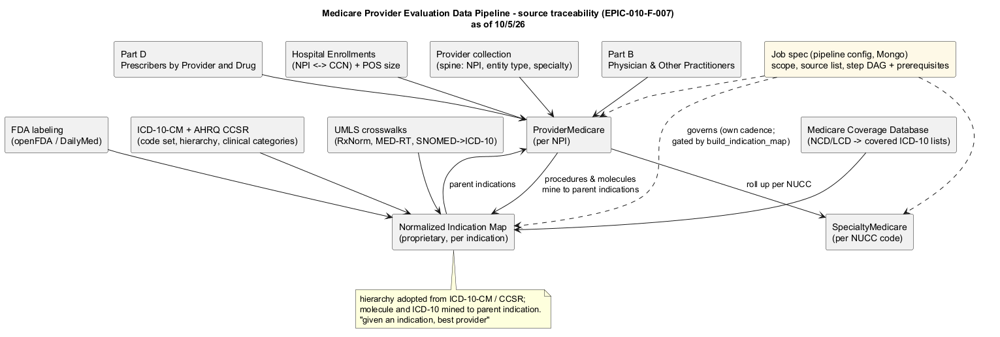 Medicare Provider Evaluation Data Pipeline - source traceability (EPIC-010-F-007)
as of 10/5/26
Part D
Prescribers by Provider and Drug
Hospital Enrollments
(NPI <-> CCN) + POS size
Provider collection
(spine: NPI, entity type, specialty)
Part B
Physician & Other Practitioners
Job spec (pipeline config, Mongo)
scope, source list, step DAG + prerequisites
FDA labeling
(openFDA / DailyMed)
ICD-10-CM + AHRQ CCSR
(code set, hierarchy, clinical categories)
UMLS crosswalks
(RxNorm, MED-RT, SNOMED->ICD-10)
ProviderMedicare
(per NPI)
governs (own cadence;
gated by build_indication_map)
Medicare Coverage Database
(NCD/LCD -> covered ICD-10 lists)
parent indications
procedures & molecules
mine to parent indications
roll up per NUCC
Normalized Indication Map
(proprietary, per indication)
SpecialtyMedicare
(per NUCC code)
hierarchy adopted from ICD-10-CM / CCSR;
molecule and ICD-10 mined to parent indication.
"given an indication, best provider"